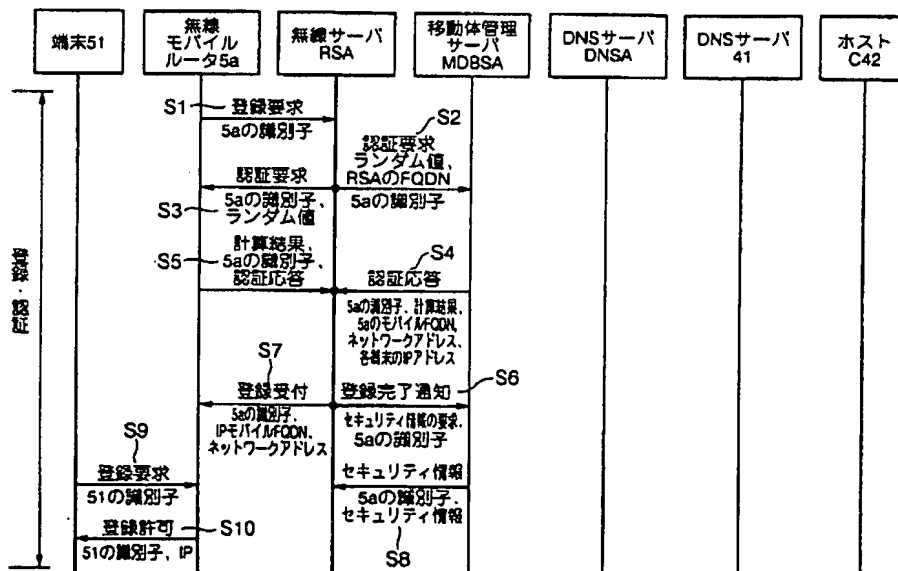 端末51
無線
モバイル
ルータ5a
無線サーバ
RSA
移動体管理
サーバ
MDBSA
DNSサーバ
DNSA
DNSサーバ
41
ホスト
C42
登録・認証
S1
登録要求
5aの識別子
S2
認証要求
ランダム値、
RSAのFQDN
5aの識別子
認証要求
5aの識別子、
ランダム値
S3
計算結果、
5aの識別子、
認証応答
S5
S4
認証応答
5aの識別子、計算結果、
5aのモバイルFQDN、
ネットワークアドレス、
各端末のIPアドレス
S7
登録受付
5aの識別子、
IPモバイルFQDN、
ネットワークアドレス
S6
登録完了通知
セキュリティ情報の要求、
5aの識別子
S9
登録要求
51の識別子
セキュリティ情報
5aの識別子、
セキュリティ情報
S8
登録許可
S10
51の識別子、IP